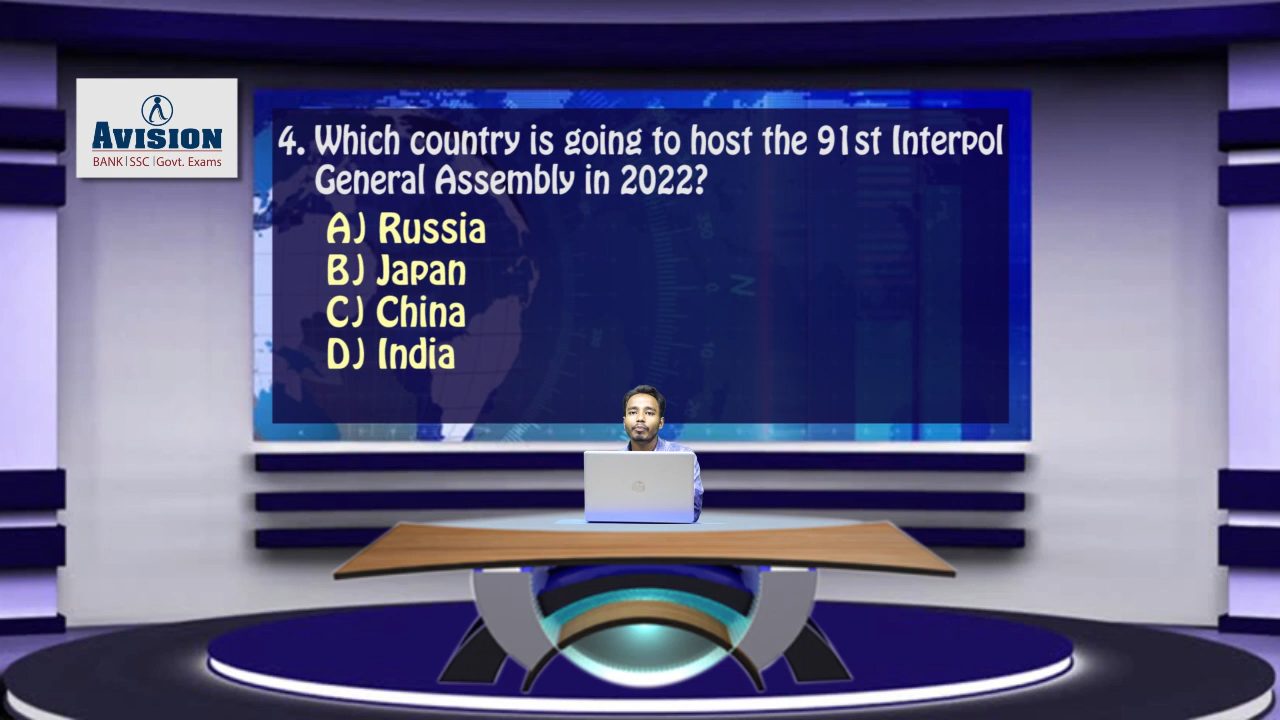 AVISION
BANK|SSC|Govt. Exams
4. Which country is going to host the 91st Interpol
General Assembly in 2022?
A) Russia
B) Japan
C) China
D) India